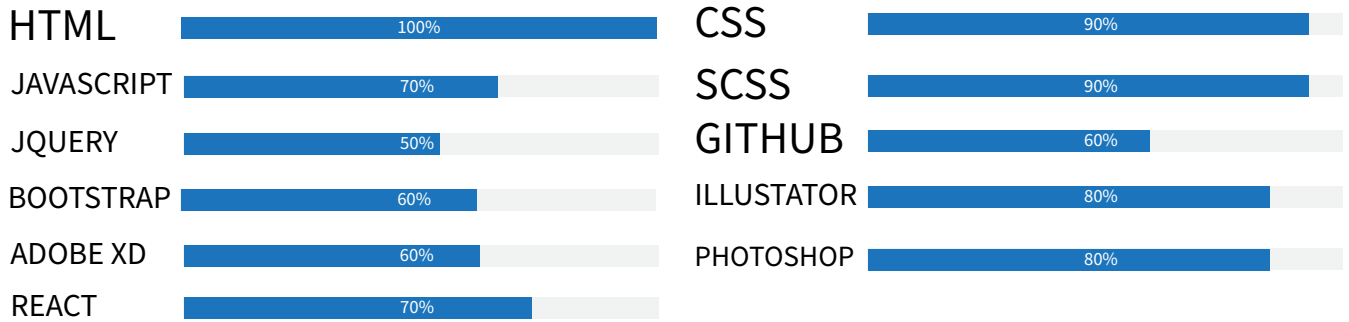 HTML 100%
JAVASCRIPT 70%
JQUERY 50%
BOOTSTRAP 60%
ADOBE XD 60%
REACT 70%
CSS 90%
SCSS 90%
GITHUB 60%
ILLUSTATOR 80%
PHOTOSHOP 80%